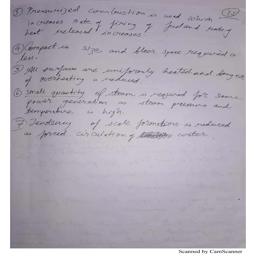 ③ Pressurized combustion is used which
increases rate of firing of fuel and
heat released increases.
④ Compact in size and floor space required is
less.
⑤ All surfaces are uniformly heated and danger
of overheating is reduced.
⑥ Small quantity of steam is required for same
power generation as steam pressure and
temperature is high.
⑦ Tendency of scale formation is reduced
as forced circulation of water.
Scanned by CamScanner